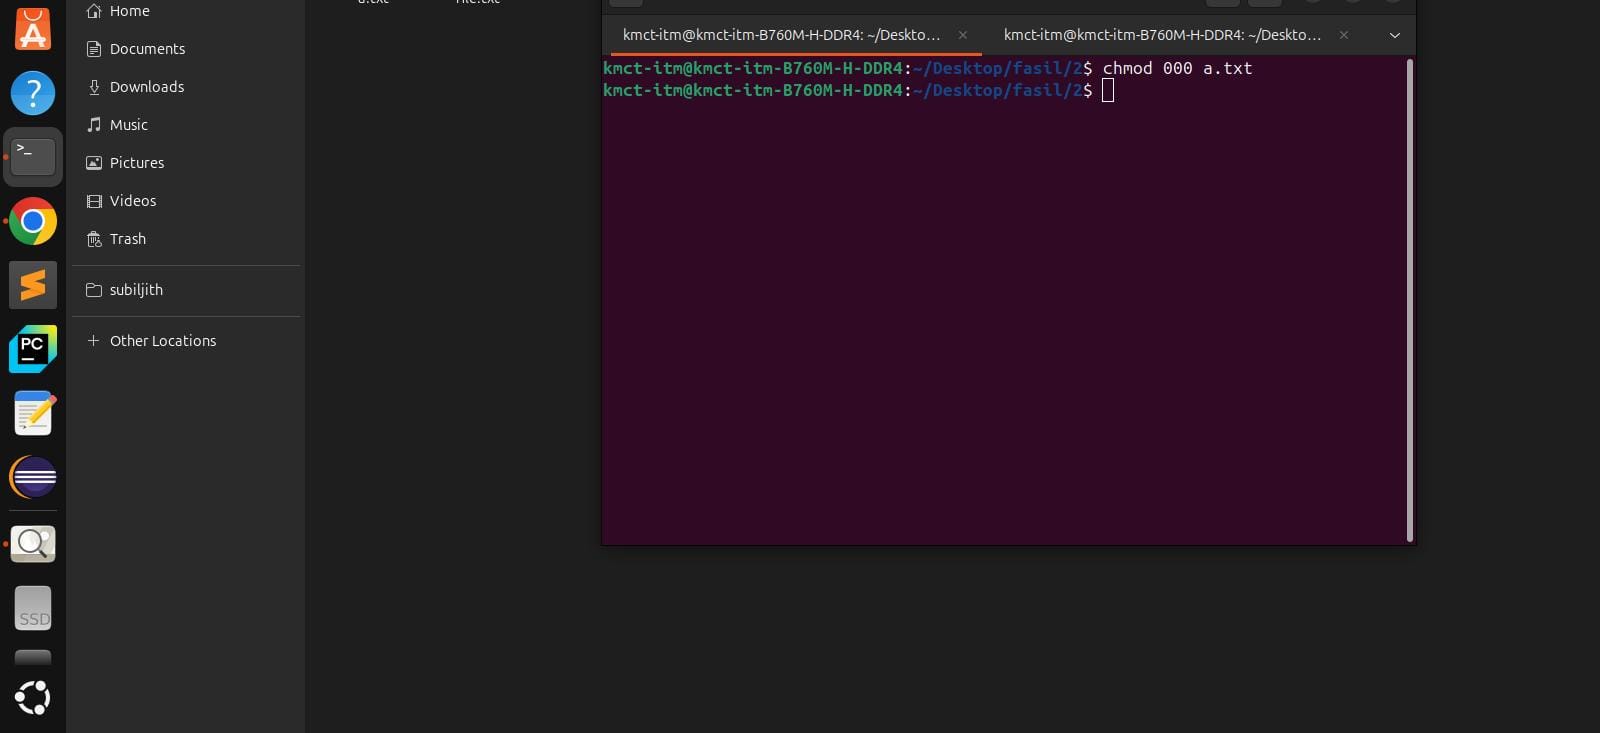 Home
Documents
Downloads
Music
Pictures
Videos
Trash
subiljith
Other Locations
kmct-itm@kmct-itm-B760M-H-DDR4: ~/Deskto...
kmct-itm@kmct-itm-B760M-H-DDR4: ~/Deskto...
kmct-itm@kmct-itm-B760M-H-DDR4:~/Desktop/fasil/2$ chmod 000 a.txt
kmct-itm@kmct-itm-B760M-H-DDR4:~/Desktop/fasil/2$
>_
PC
SSD